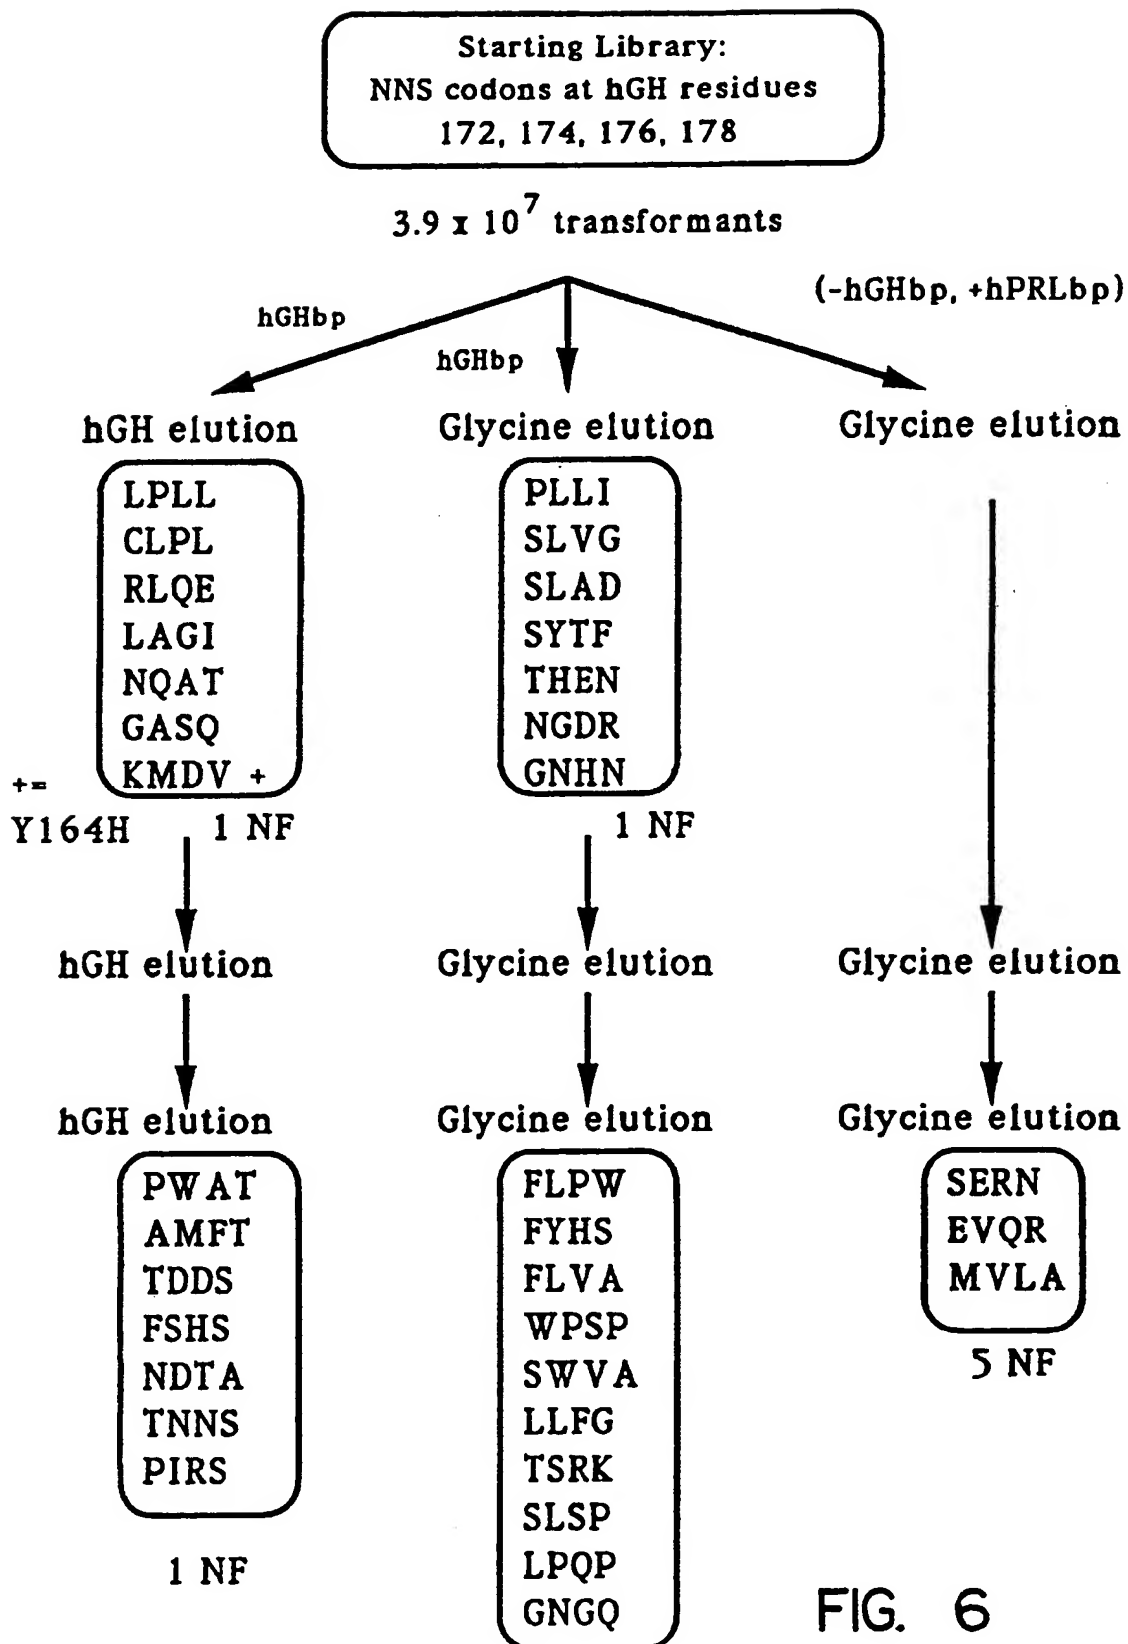 Starting Library:
NNS codons at hGH residues
172, 174, 176, 178
3.9 x 10^7 transformants
(-hGHbp, +hPRLbp)
hGHbp
hGHbp
hGH elution
LPLL
CLPL
RLQE
LAGI
NQAT
GASQ
KMDV +
+=
Y164H
1 NF
Glycine elution
PLLI
SLVG
SLAD
SYTF
THEN
NGDR
GNHN
1 NF
Glycine elution
hGH elution
Glycine elution
Glycine elution
hGH elution
PWAT
AMFT
TDDS
FSHS
NDTA
TNNS
PIRS
1 NF
Glycine elution
FLPW
FYHS
FLVA
WPSP
SWVA
LLFG
TSRK
SLSP
LPQP
GNGQ
Glycine elution
SERN
EVQR
MVLA
5 NF
FIG. 6